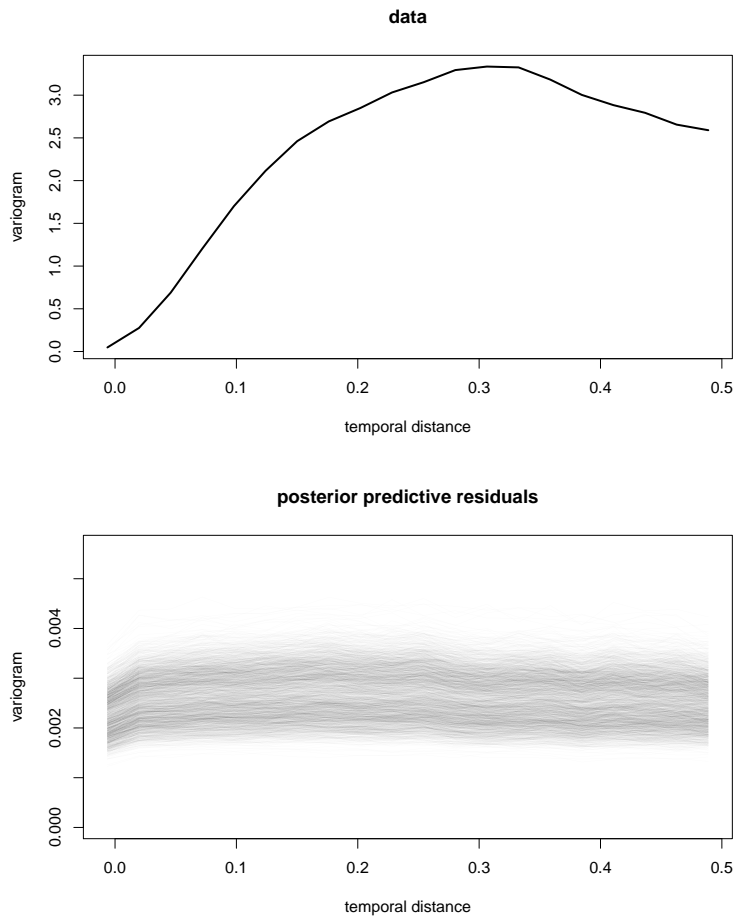 data
variogram
0.0
0.5
1.0
1.5
2.0
2.5
3.0
0.0 0.1 0.2 0.3 0.4 0.5
temporal distance
posterior predictive residuals
variogram
0.000
0.002
0.004
0.0 0.1 0.2 0.3 0.4 0.5
temporal distance